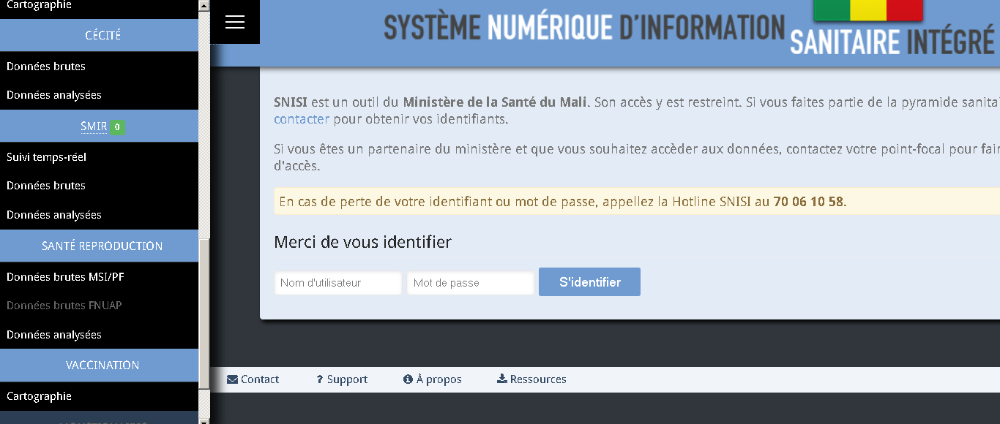 Cartographie
CÉCITÉ
Données brutes
Données analysées
SMIR 0
Suivi temps-réel
Données brutes
Données analysées
SANTÉ REPRODUCTION
Données brutes MSI/PF
Données brutes FNUAP
Données analysées
VACCINATION
Cartographie
SYSTÈME NUMÉRIQUE D'INFORMATION
SANITAIRE INTÉGRÉ
SNISI est un outil du Ministère de la Santé du Mali. Son accès y est restreint. Si vous faites partie de la pyramide
contacter pour obtenir vos identifiants.
Si vous êtes un partenaire du ministère et que vous souhaitez accèder aux données, contactez votre point-focal pour
d'accès.
En cas de perte de votre identifiant ou mot de passe, appellez la Hotline SNISI au 70 06 10 58.
Merci de vous identifier
Nom d'utilisateur Mot de passe S'identifier
Contact ? Support À propos Ressources